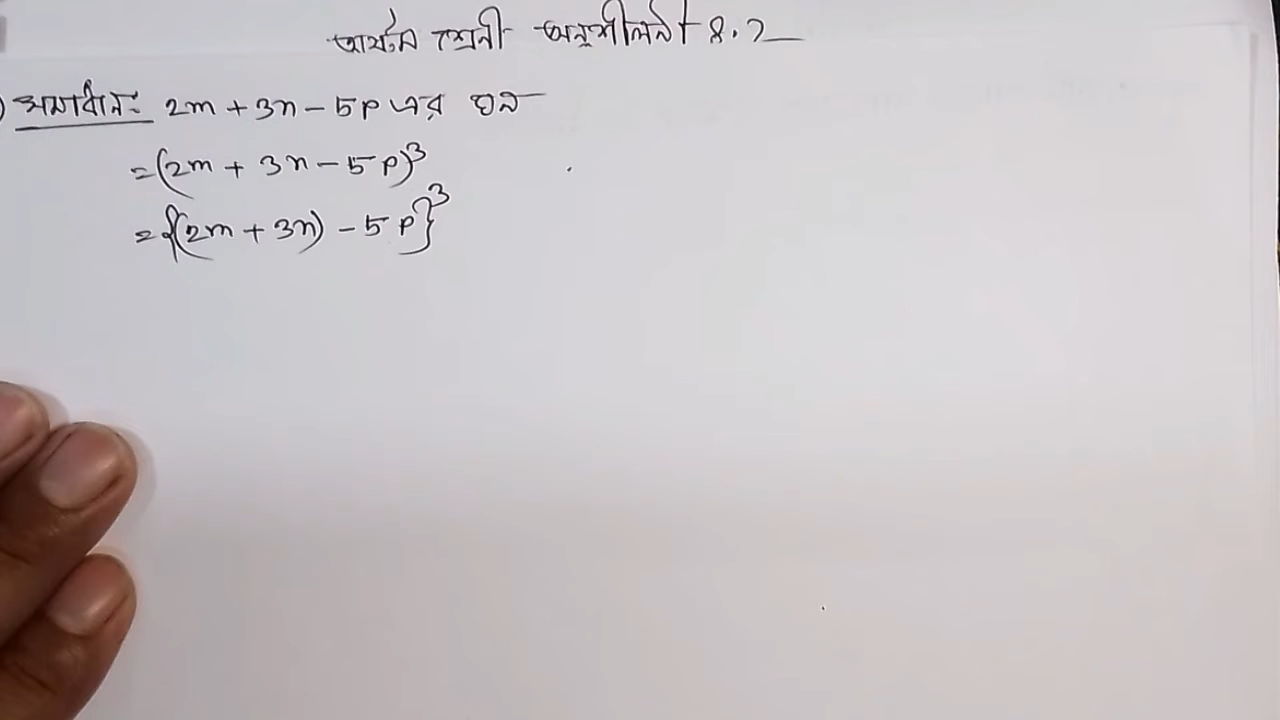 অষ্টম শ্রেনী অনুশীলনী ৪.২
) সমাধান: 2m + 3n - 5p এর ঘন
= (2m + 3n - 5p)³
= {(2m + 3n) - 5p}³